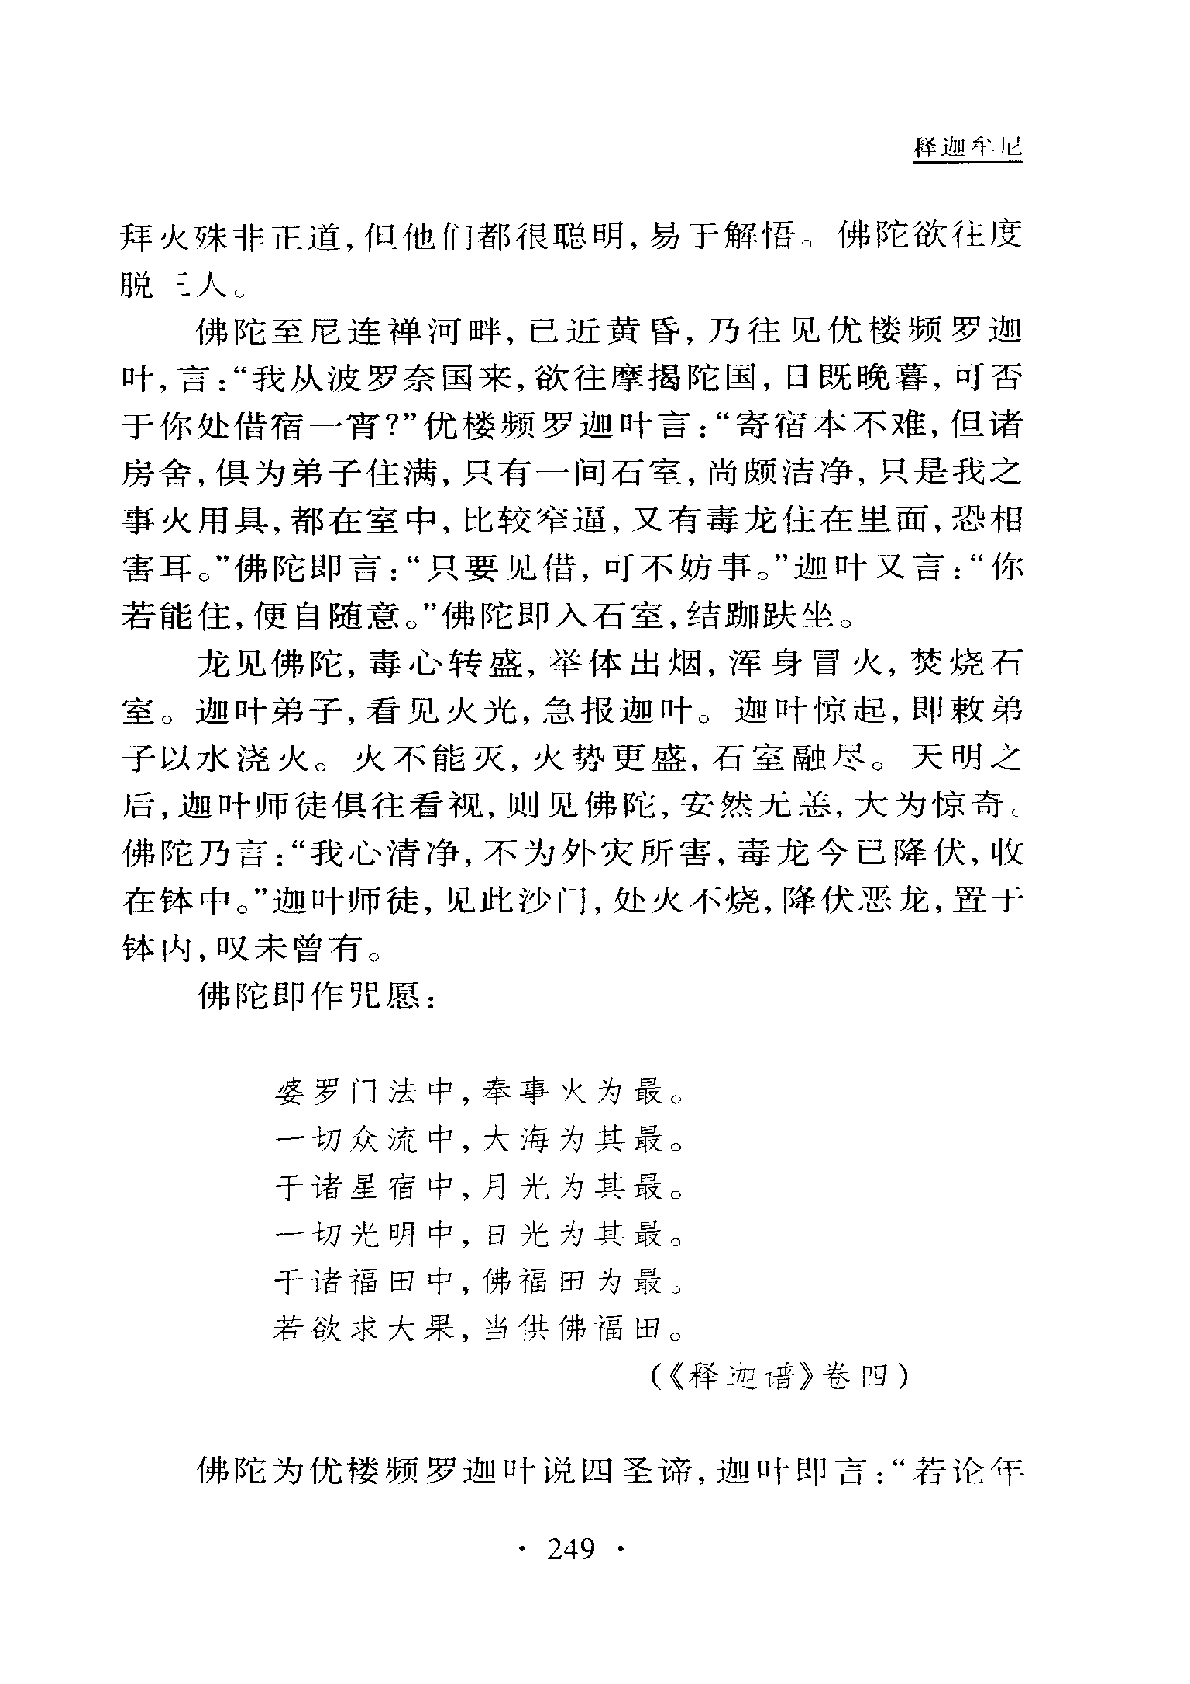 释迦牟尼
拜火殊非正道,但他们都很聪明,易于解悟。佛陀欲往度
脱三人。
佛陀至尼连禅河畔,已近黄昏,乃往见优楼频罗迦
叶,言:“我从波罗奈国来,欲往摩揭陀国,日既晚暮,可否
于你处借宿一宵?”优楼频罗迦叶言:“寄宿本不难,但诸
房舍,俱为弟子住满,只有一间石室,尚颇洁净,只是我之
事火用具,都在室中,比较窄逼,又有毒龙住在里面,恐相
害耳。”佛陀即言:“只要见借,可不妨事。”迦叶又言:“你
若能住,便自随意。”佛陀即入石室,结跏趺坐。
龙见佛陀,毒心转盛,举体出烟,浑身冒火,焚烧石
室。迦叶弟子,看见火光,急报迦叶。迦叶惊起,即敕弟
子以水浇火。火不能灭,火势更盛,石室融尽。天明之
后,迦叶师徒俱往看视,则见佛陀,安然无恙,大为惊奇。
佛陀乃言:“我心清净,不为外灾所害,毒龙今已降伏,收
在钵中。”迦叶师徒,见此沙门,处火不烧,降伏恶龙,置于
钵内,叹未曾有。
佛陀即作咒愿:
婆罗门法中,奉事火为最。
一切众流中,大海为其最。
于诸星宿中,月光为其最。
一切光明中,日光为其最。
于诸福田中,佛福田为最。
若欲求大果,当供佛福田。
(《释迦谱》卷四)
佛陀为优楼频罗迦叶说四圣谛,迦叶即言:“若论年
· 249 ·